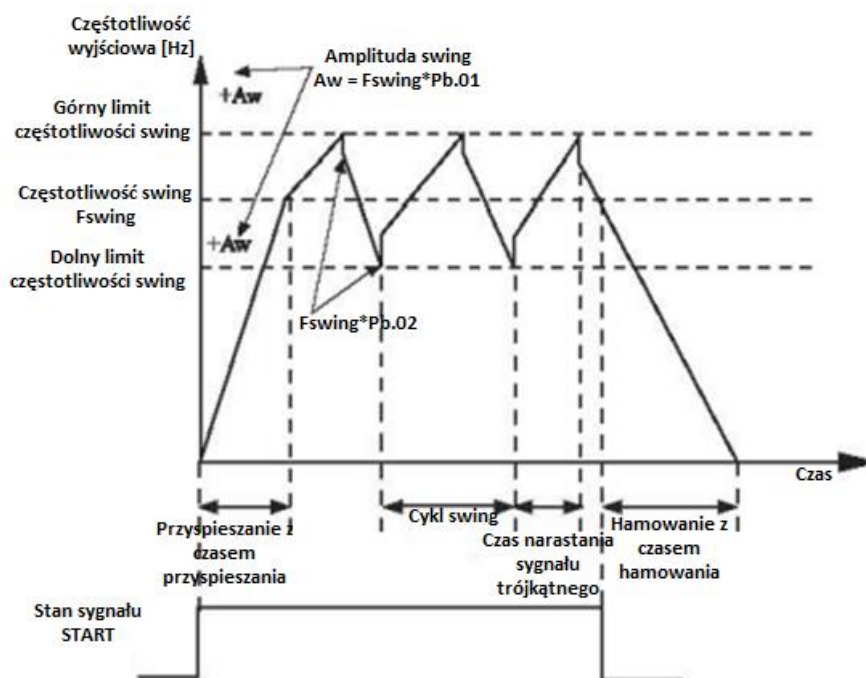 Częśtotliwość
wyjściowa [Hz]
Amplituda swing
Aw = Fswing*Pb.01
+Aw
Górny limit
częśtotliwości swing
Częstotliwość swing
Fswing
+Aw
Dolny limit
częstotliwości swing
Fswing*Pb.02
Czas
Cykl swing
Przyspieszanie z
czasem
przyspieszania
Czas narastania
sygnału
trójkątnego
Hamowanie z
czasem
hamowania
Stan sygnału
START